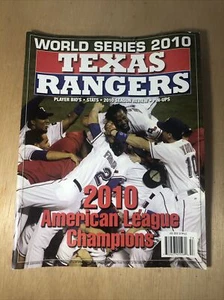 WORLD SERIES 2010
TEXAS
RANGERS
PLAYER BIO'S • STATS • 2010 SEASON REVIEW • PIN-UPS
2010
American League
Champions